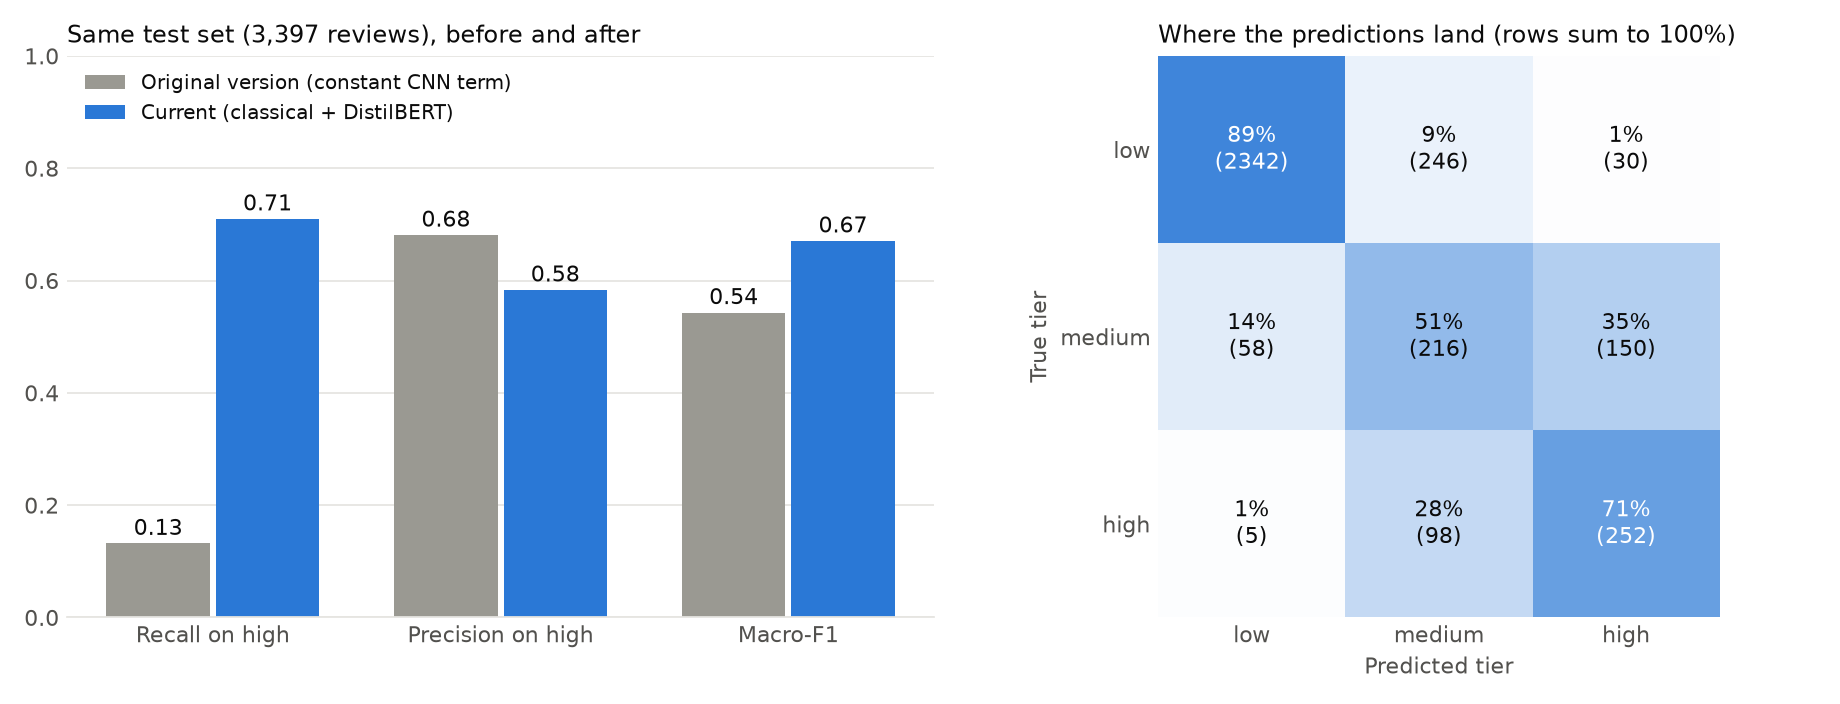 Same test set (3,397 reviews), before and after
1.0
0.8
0.6
0.4
0.2
0.0
Original version (constant CNN term)
Current (classical + DistilBERT)
0.13
0.71
0.68
0.58
0.54
0.67
Recall on high
Precision on high
Macro-F1
Where the predictions land (rows sum to 100%)
True tier
low
89%
(2342)
9%
(246)
1%
(30)
medium
14%
(58)
51%
(216)
35%
(150)
high
1%
(5)
28%
(98)
71%
(252)
low
medium
high
Predicted tier